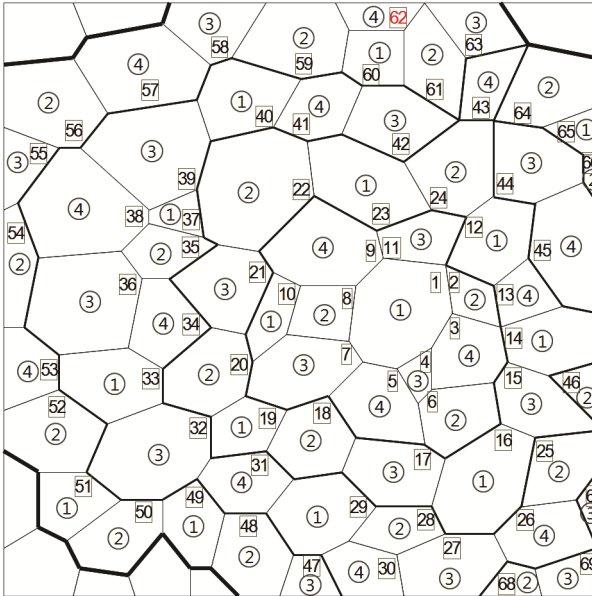 ③ ④ 62 ③
58 ② 63
④ 59 ① ②
57 60 61 ④
② ① 40 ④ 43 ②
56 41 ③ 64 65 ①
55 ③ 42
③ 39 ② ③
④ 22 ① 24 44
38 ① 37 23 12 ①
54 ② 35 ④ 9 11 ③ 45 ④
② 36 21 ③ 10 8 1 2 13 ④
③ ④ 34 ① ② ① ② 3 14 ①
④ 53 33 ② 20 ③ 7 4 ④ 15 46
① 5 ③ ③ ②
52 32 ① 19 18 ④ 6 ②
② ② 16 25
③ 31 ③ 17 ②
51 49 ④ ①
① 50 29 28 26
② ① 48 ① ② 27 ④
② 47 ④ 30 69
③ ③ 68 ② ③